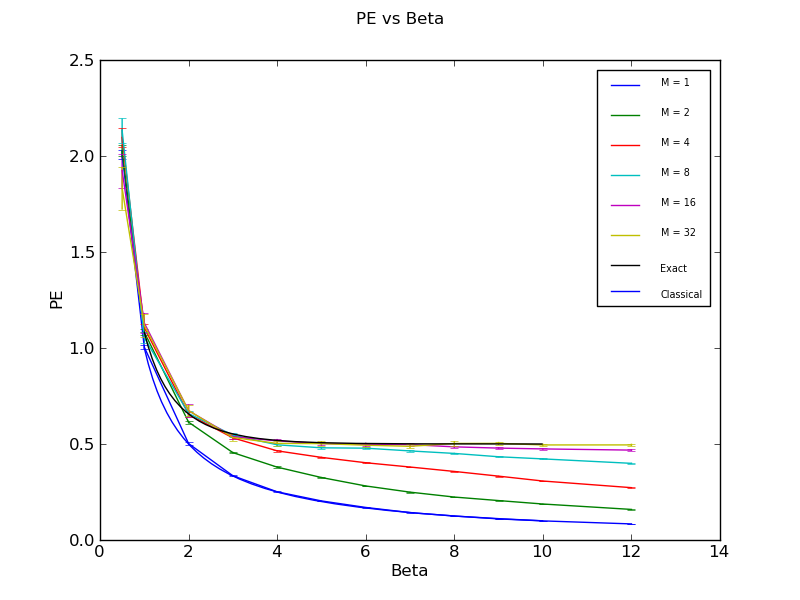 PE vs Beta
2.5
2.0
1.5
1.0
0.5
0.0
PE
0
2
4
6
8
10
12
14
Beta
M = 1
M = 2
M = 4
M = 8
M = 16
M = 32
Exact
Classical